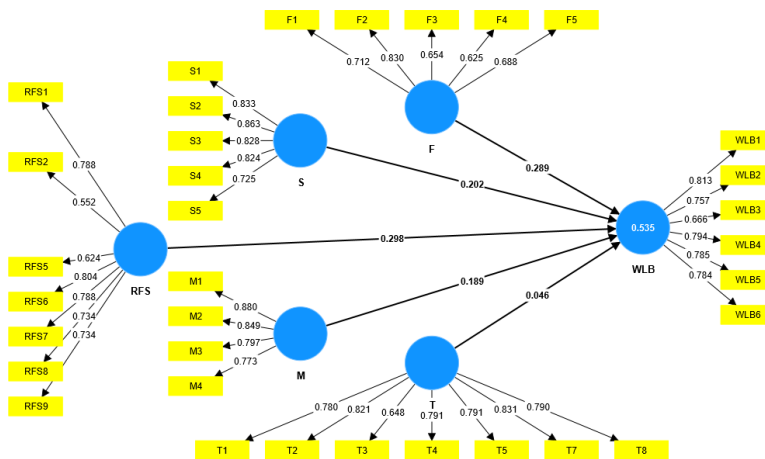 F1 F2 F3 F4 F5
0.712 0.830 0.654 0.625 0.688
F
S1
S2
S3
S4
S5
0.833
0.863
0.828
0.824
0.725
S
RFS1
RFS2
RFS5
RFS6
RFS7
RFS8
RFS9
0.788
0.552
0.624
0.804
0.788
0.734
0.734
RFS
M1
M2
M3
M4
0.880
0.849
0.797
0.773
M
0.289
0.202
0.298
0.189
0.046
0.535
WLB
WLB1
WLB2
WLB3
WLB4
WLB5
WLB6
0.813
0.757
0.666
0.794
0.785
0.784
T
0.780 0.821 0.648 0.791 0.791 0.831 0.790
T1 T2 T3 T4 T5 T7 T8